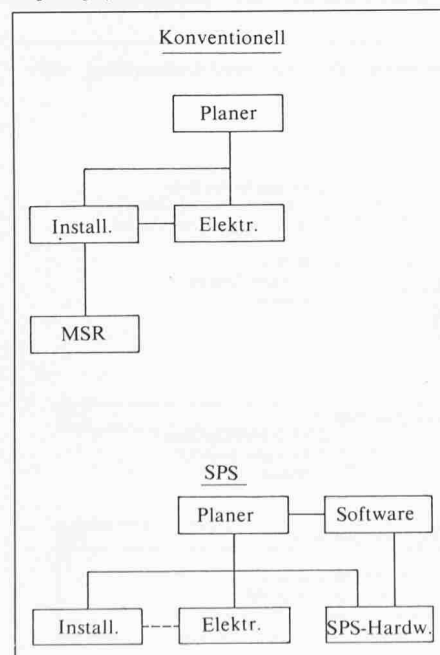 Konventionell
Planer
Install. Elektr.
MSR
SPS
Planer Software
Install. Elektr. SPS-Hardw.